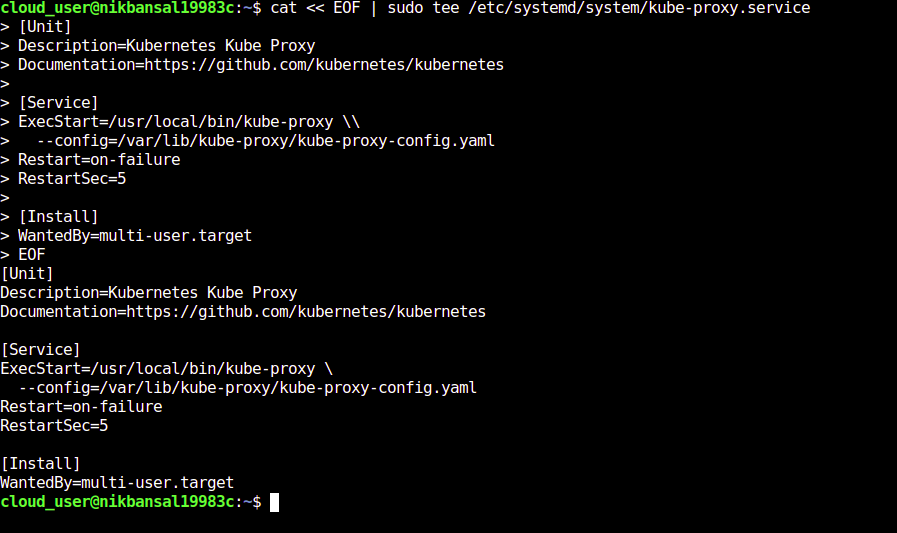 cloud_user@nikbansal19983c:~$ cat << EOF | sudo tee /etc/systemd/system/kube-proxy.service
> [Unit]
> Description=Kubernetes Kube Proxy
> Documentation=https://github.com/kubernetes/kubernetes
>
> [Service]
> ExecStart=/usr/local/bin/kube-proxy \\
>   --config=/var/lib/kube-proxy/kube-proxy-config.yaml
> Restart=on-failure
> RestartSec=5
>
> [Install]
> WantedBy=multi-user.target
> EOF
[Unit]
Description=Kubernetes Kube Proxy
Documentation=https://github.com/kubernetes/kubernetes

[Service]
ExecStart=/usr/local/bin/kube-proxy \
  --config=/var/lib/kube-proxy/kube-proxy-config.yaml
Restart=on-failure
RestartSec=5

[Install]
WantedBy=multi-user.target
cloud_user@nikbansal19983c:~$